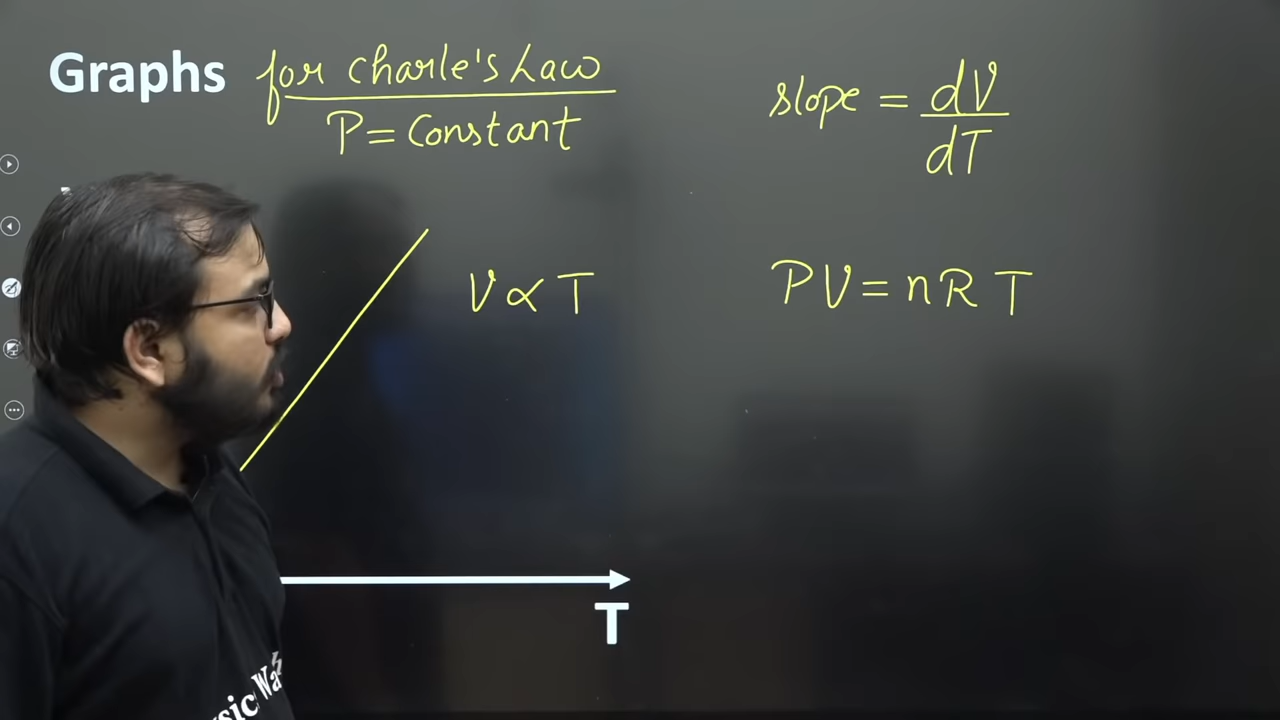 Graphs for Charle's Law
P = Constant
slope = dV
dT
V ∝ T
PV = nRT
T